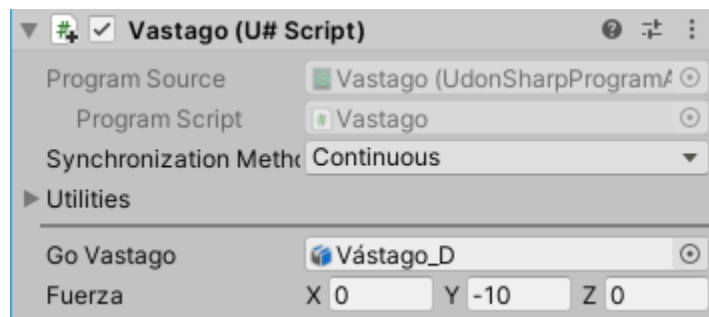 Vastago (U# Script)
Program Source Vastago (UdonSharpProgramA
Program Script Vastago
Synchronization Metho Continuous
Utilities
Go Vastago Vástago_D
Fuerza X 0 Y -10 Z 0